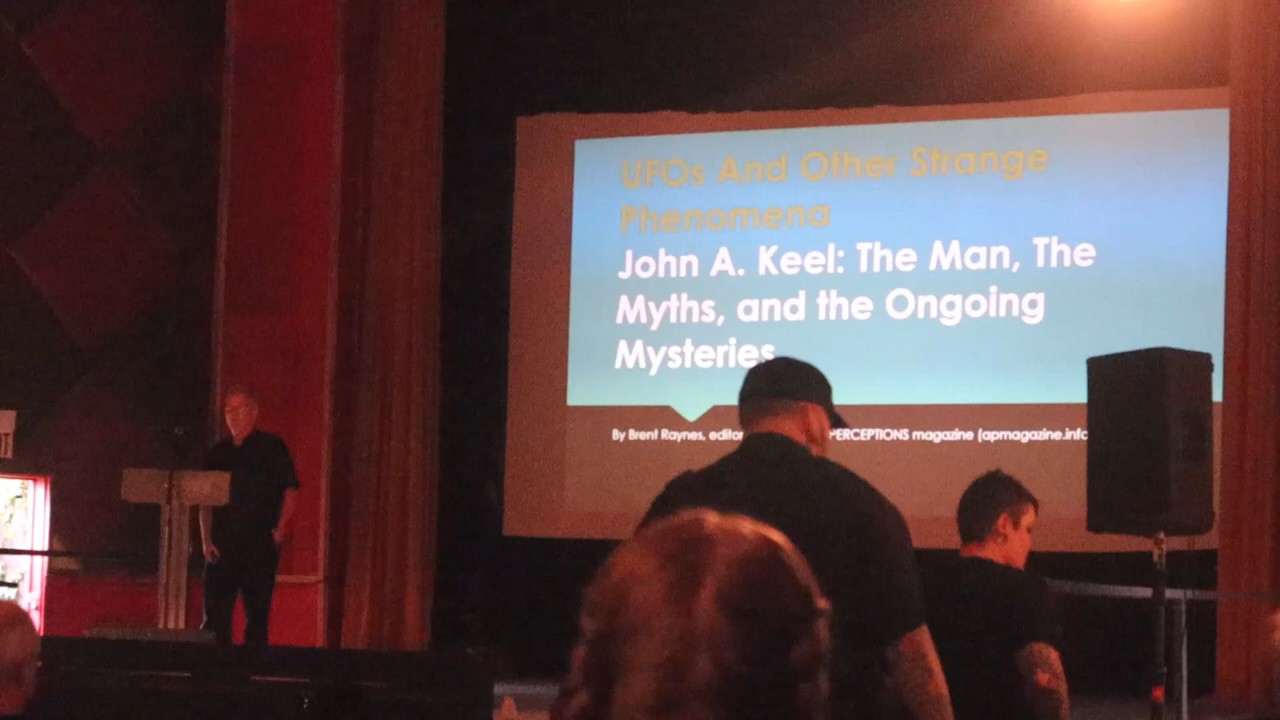 UFOs And Other Strange
Phenomena
John A. Keel: The Man, The
Myths, and the Ongoing
Mysteries
By Brent Raynes, editor PERCEPTIONS magazine (apmagazine.info